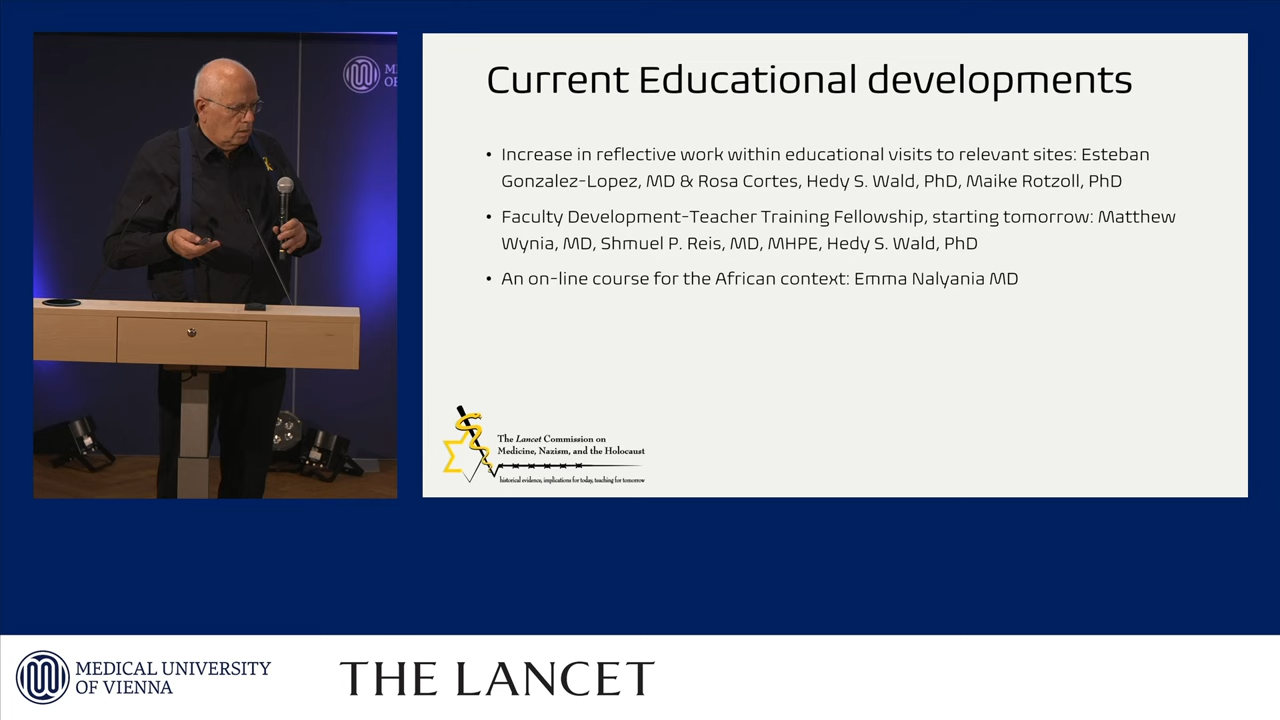 Current Educational developments
• Increase in reflective work within educational visits to relevant sites: Esteban
Gonzalez-Lopez, MD & Rosa Cortes, Hedy S. Wald, PhD, Maike Rotzoll, PhD
• Faculty Development-Teacher Training Fellowship, starting tomorrow: Matthew
Wynia, MD, Shmuel P. Reis, MD, MHPE, Hedy S. Wald, PhD
• An on-line course for the African context: Emma Nalyania MD
The Lancet Commission on
Medicine, Nazism, and the Holocaust
historical evidence, implications for today, teaching for tomorrow
MEDICAL UNIVERSITY
OF VIENNA
THE LANCET